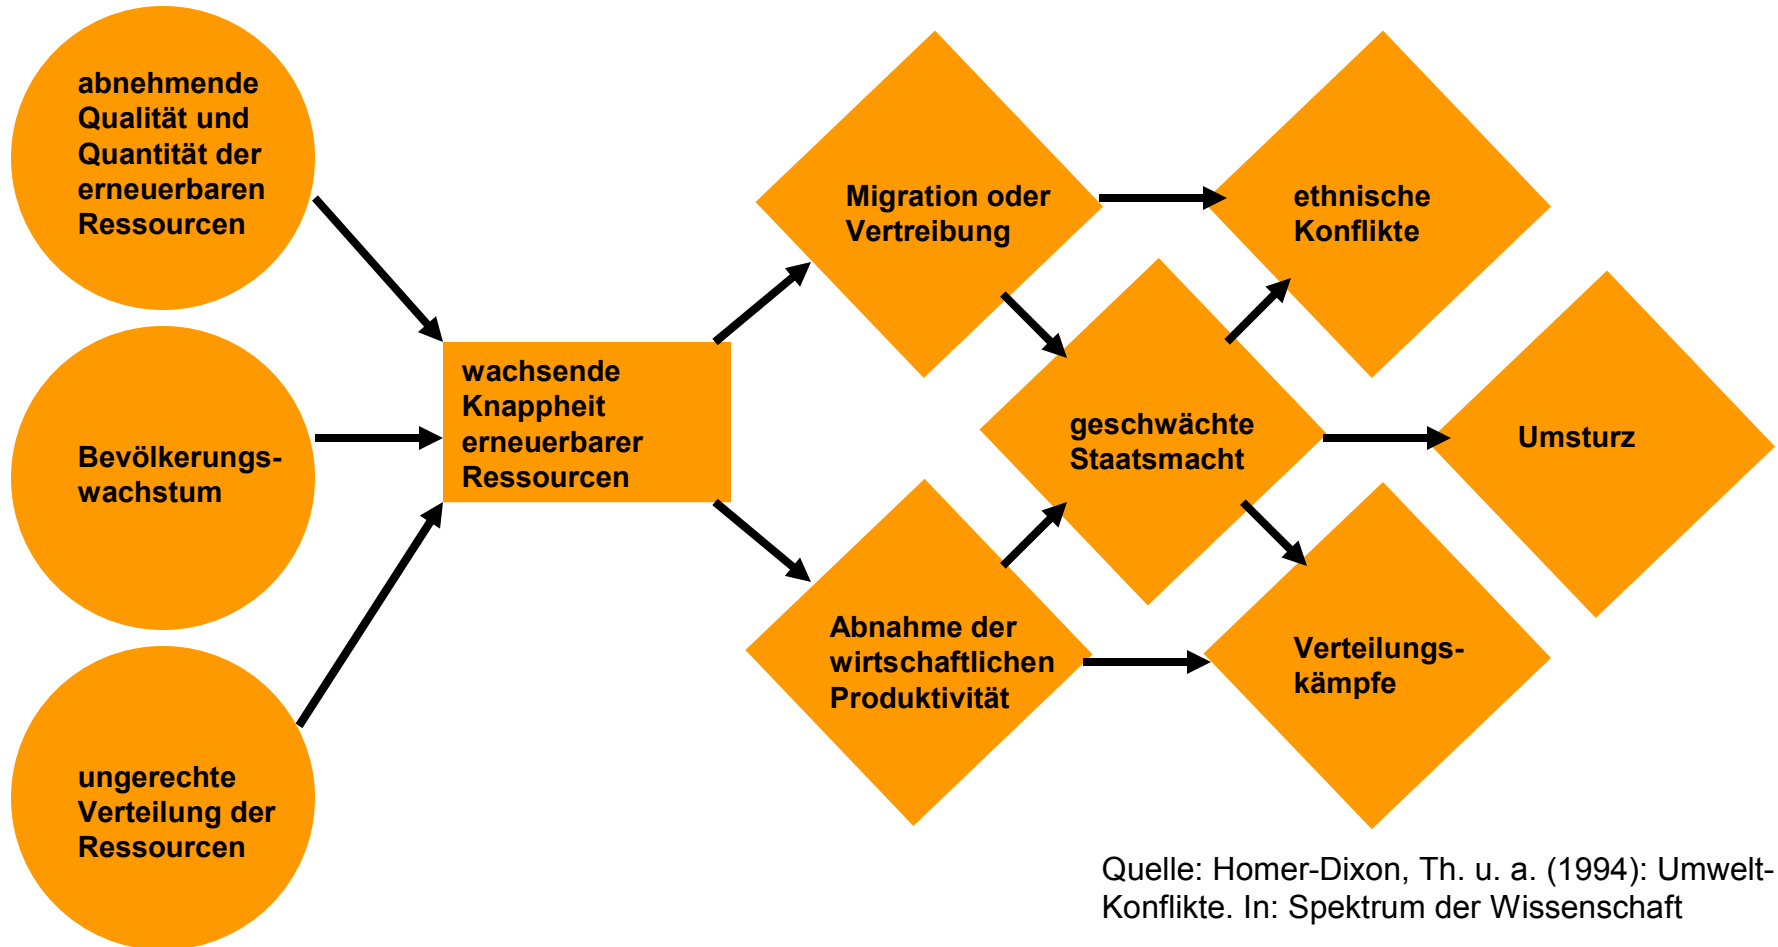 abnehmende
Qualität und
Quantität der
erneuerbaren
Ressourcen
Bevölkerungs-
wachstum
ungerechte
Verteilung der
Ressourcen
wachsende
Knappheit
erneuerbarer
Ressourcen
Migration oder
Vertreibung
Abnahme der
wirtschaftlichen
Produktivität
geschwächte
Staatsmacht
ethnische
Konflikte
Umsturz
Verteilungs-
kämpfe
Quelle: Homer-Dixon, Th. u. a. (1994): Umwelt-
Konflikte. In: Spektrum der Wissenschaft